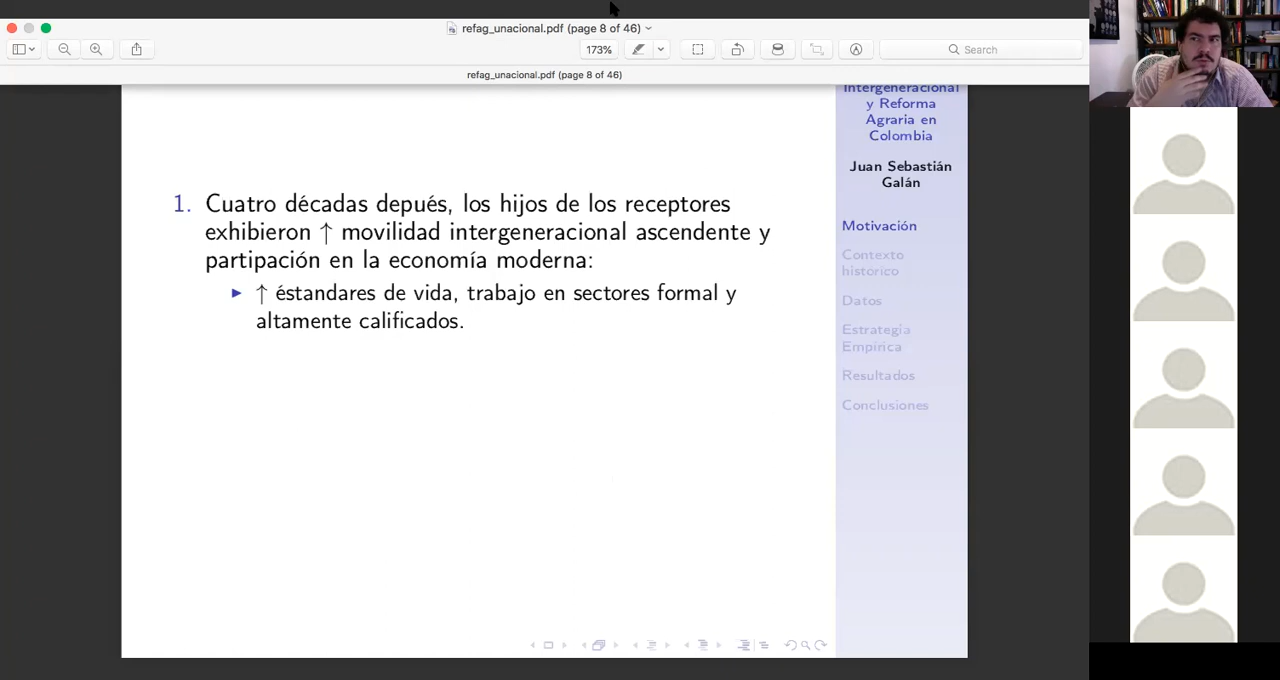 refag_unacional.pdf (page 8 of 46)
173%
Search
refag_unacional.pdf (page 8 of 46)
1. Cuatro décadas depués, los hijos de los receptores
exhibieron ↑ movilidad intergeneracional ascendente y
partipación en la economía moderna:
▶ ↑ éstandares de vida, trabajo en sectores formal y
altamente calificados.
Intergeneracional
y Reforma
Agraria en
Colombia
Juan Sebastián
Galán
Motivación
Contexto
historico
Datos
Estrategia
Empírica
Resultados
Conclusiones